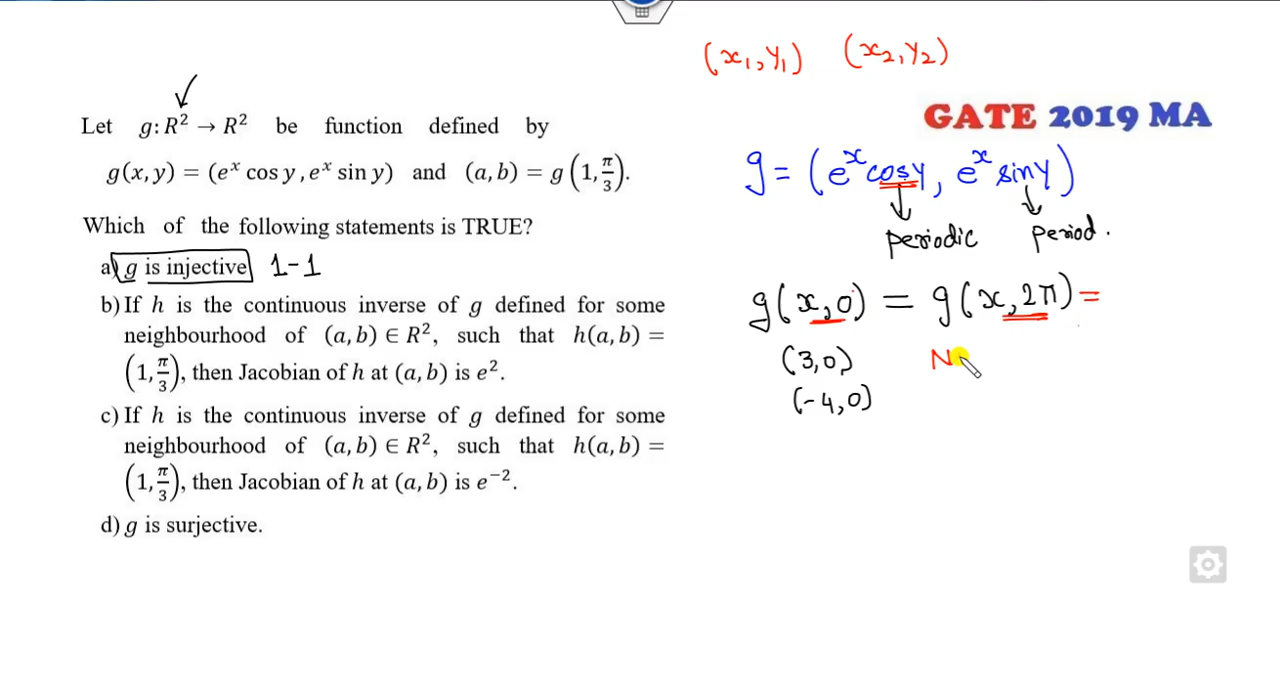 (x₁,y₁) (x₂,y₂)
Let g: R² → R² be function defined by
g(x, y) = (eˣ cos y , eˣ sin y) and (a, b) = g(1, π/3).
Which of the following statements is TRUE?
a) g is injective 1-1
b) If h is the continuous inverse of g defined for some
neighbourhood of (a, b) ∈ R², such that h(a, b) =
(1, π/3), then Jacobian of h at (a, b) is e².
c) If h is the continuous inverse of g defined for some
neighbourhood of (a, b) ∈ R², such that h(a, b) =
(1, π/3), then Jacobian of h at (a, b) is e⁻².
d) g is surjective.
GATE 2019 MA
g = (eˣcosy, eˣ siny)
periodic period.
g(x,0) = g(x,2π) =
(3,0) N
(-4,0)